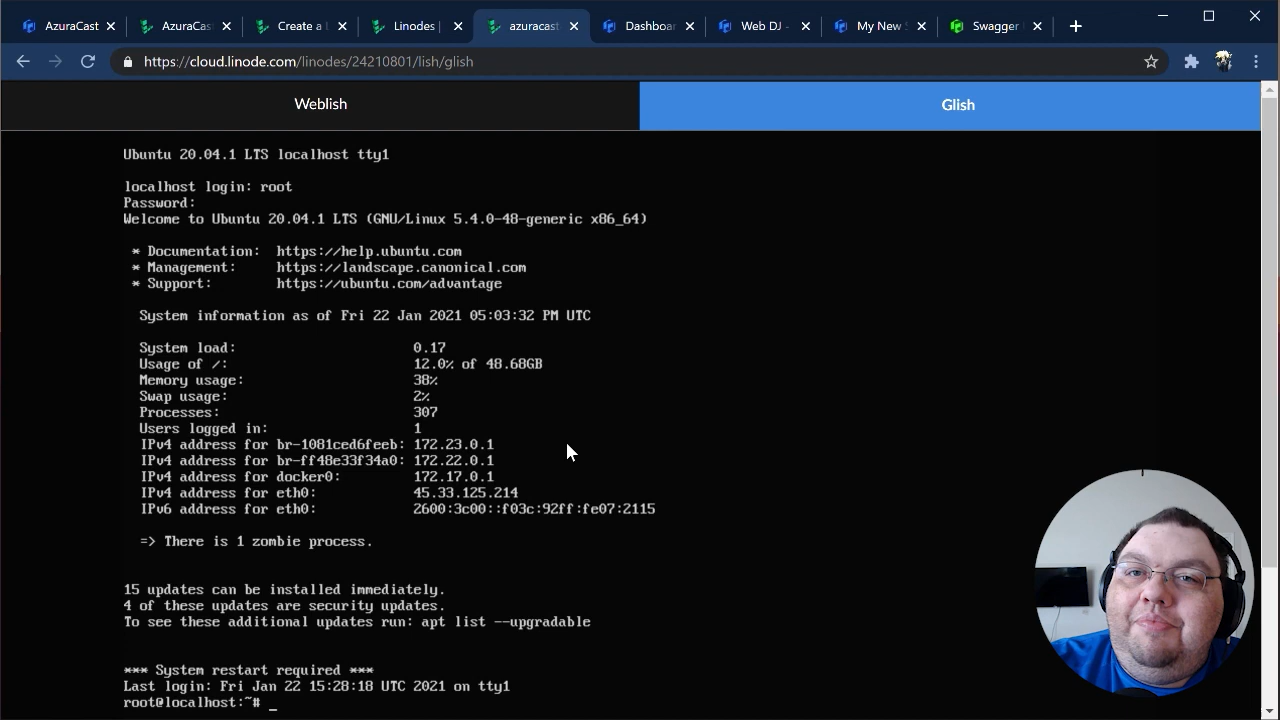 AzuraCast
AzuraCas
Create a
Linodes |
azuracast
Dashboar
Web DJ -
My New
Swagger
https://cloud.linode.com/linodes/24210801/lish/glish
Weblish
Glish
Ubuntu 20.04.1 LTS localhost tty1
localhost login: root
Password:
Welcome to Ubuntu 20.04.1 LTS (GNU/Linux 5.4.0-48-generic x86_64)
* Documentation: https://help.ubuntu.com
* Management: https://landscape.canonical.com
* Support: https://ubuntu.com/advantage
System information as of Fri 22 Jan 2021 05:03:32 PM UTC
System load: 0.17
Usage of /: 12.0% of 48.68GB
Memory usage: 38%
Swap usage: 2%
Processes: 307
Users logged in: 1
IPv4 address for br-1081ced6feeb: 172.23.0.1
IPv4 address for br-ff48e33f34a0: 172.22.0.1
IPv4 address for docker0: 172.17.0.1
IPv4 address for eth0: 45.33.125.214
IPv6 address for eth0: 2600:3c00::f03c:92ff:fe07:2115
=> There is 1 zombie process.
15 updates can be installed immediately.
4 of these updates are security updates.
To see these additional updates run: apt list --upgradable
*** System restart required ***
Last login: Fri Jan 22 15:28:18 UTC 2021 on tty1
root@localhost:~# _